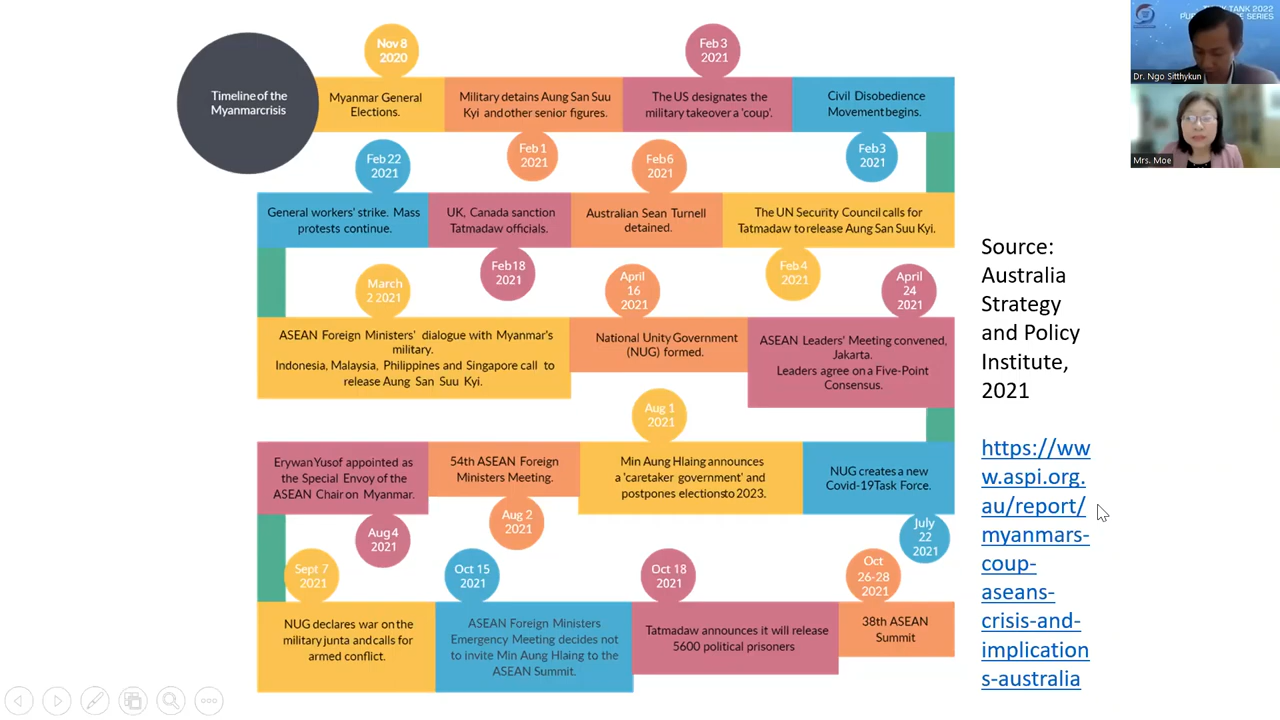 Timeline of the
Myanmarcrisis
Nov 8
2020
Myanmar General
Elections.
Military detains Aung San Suu
Kyi and other senior figures.
Feb 1
2021
Feb 3
2021
The US designates the
military takeover a 'coup'.
Civil Disobedience
Movement begins.
Feb3
2021
The UN Security Council calls for
Tatmadaw to release Aung San Suu Kyi.
Feb 4
2021
Feb6
2021
Australian Sean Turnell
detained.
UK, Canada sanction
Tatmadaw officials.
Feb18
2021
Feb 22
2021
General workers' strike. Mass
protests continue.
March
2 2021
ASEAN Foreign Ministers' dialogue with Myanmar's
military.
Indonesia, Malaysia, Philippines and Singapore call to
release Aung San Suu Kyi.
April
16
2021
National Unity Government
(NUG) formed.
April
24
2021
ASEAN Leaders' Meeting convened,
Jakarta.
Leaders agree on a Five-Point
Consensus.
NUG creates a new
Covid-19Task Force.
July
22
2021
Aug 1
2021
Min Aung Hlaing announces
a 'caretaker government' and
postpones elections to 2023.
54th ASEAN Foreign
Ministers Meeting.
Aug 2
2021
Erywan Yusof appointed as
the Special Envoy of the
ASEAN Chair on Myanmar.
Aug 4
2021
Sept 7
2021
NUG declares war on the
military junta and calls for
armed conflict.
Oct 15
2021
ASEAN Foreign Ministers
Emergency Meeting decides not
to invite Min Aung Hlaing to the
ASEAN Summit.
Oct 18
2021
Tatmadaw announces it will release
5600 political prisoners
Oct
26-28
2021
38th ASEAN
Summit
Source:
Australia
Strategy
and Policy
Institute,
2021
https://ww
w.aspi.org.
au/report/
myanmars-
coup-
aseans-
crisis-and-
implication
s-australia
TANK 2022
SERIES
Dr. Ngo Sitthykun
Mrs. Moe